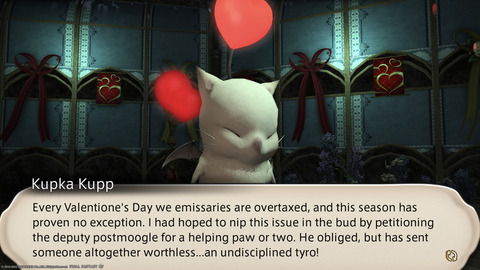 Kupka Kupp
Every Valentione's Day we emissaries are overtaxed, and this season has
proven no exception. I had hoped to nip this issue in the bud by petitioning
the deputy postmoogle for a helping paw or two. He obliged, but has sent
someone altogether worthless...an undisciplined tyro!